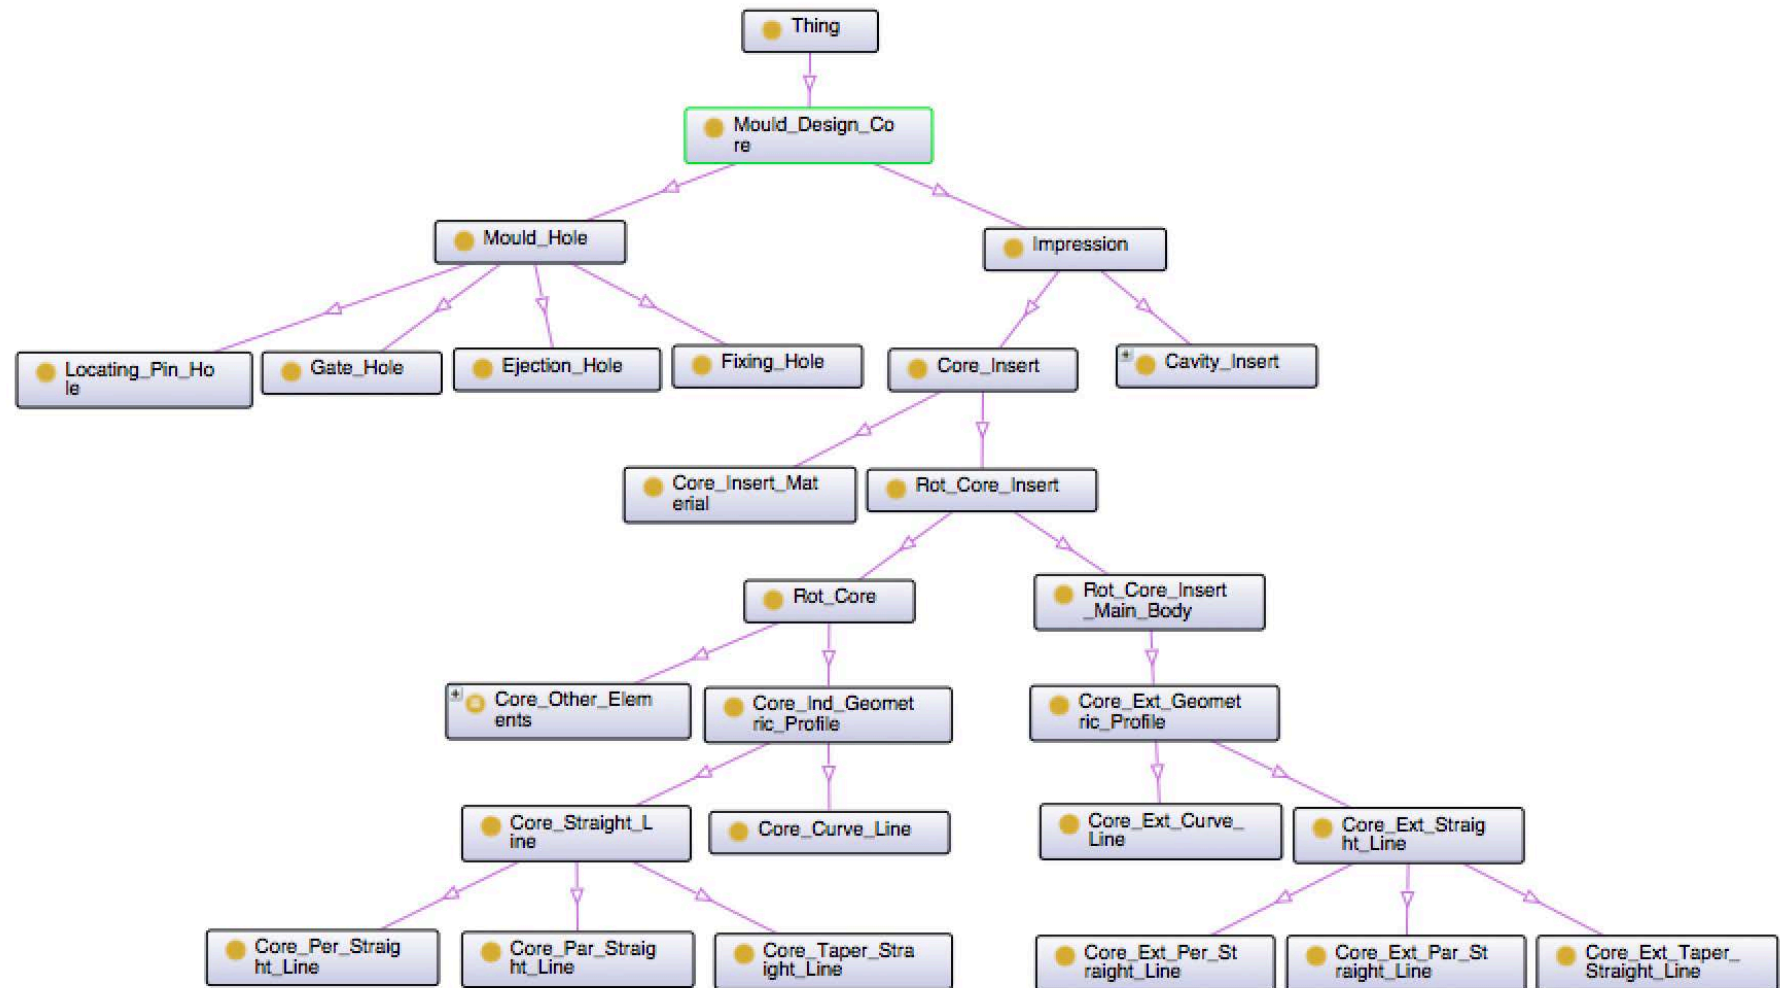 Thing
Mould_Design_Co
re
Mould_Hole
Impression
Locating_Pin_Ho
le
Gate_Hole
Ejection_Hole
Fixing_Hole
Core_Insert
Cavity_Insert
Core_Insert_Mat
erial
Rot_Core_Insert
Rot_Core
Rot_Core_Insert
_Main_Body
Core_Other_Elem
ents
Core_Ind_Geomet
ric_Profile
Core_Ext_Geomet
ric_Profile
Core_Straight_L
ine
Core_Curve_Line
Core_Ext_Curve_
Line
Core_Ext_Straig
ht_Line
Core_Per_Straig
ht_Line
Core_Par_Straig
ht_Line
Core_Taper_Stra
ight_Line
Core_Ext_Per_St
raight_Line
Core_Ext_Par_St
raight_Line
Core_Ext_Taper_
Straight_Line